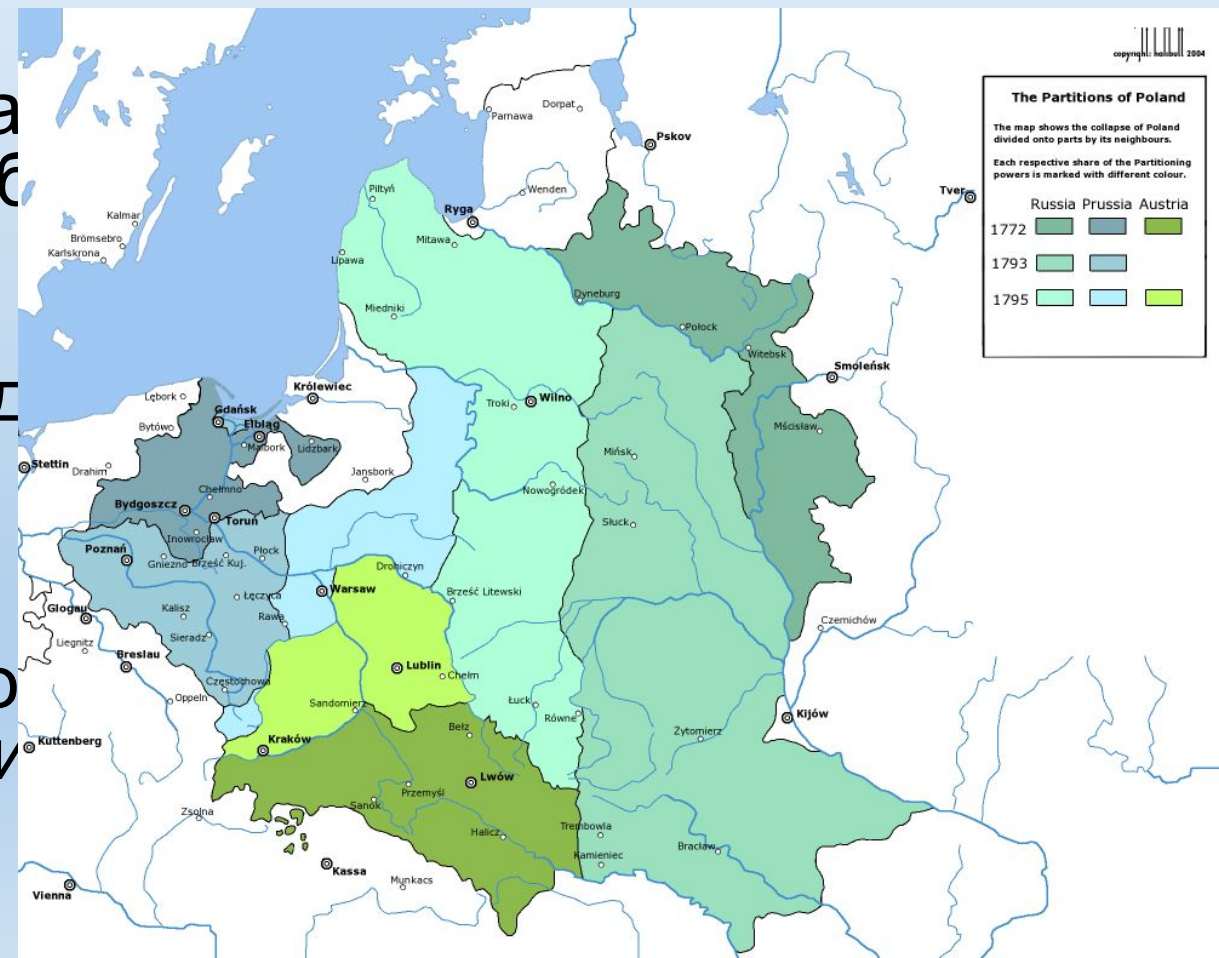 copyright: halibutt 2004
The Partitions of Poland
The map shows the collapse of Poland
divided onto parts by its neighbours.
Each respective share of the Partitioning
powers is marked with different colour.
Russia Prussia Austria
1772
1793
1795
Dorpat
Parnawa
Pskov
Wenden
Tver
Piltyń
Ryga
Kalmar
Mitawa
Brömsebro
Karlskrona
Lipawa
Dyneburg
Miedniki
Połock
Witebsk
Smoleńsk
Królewiec
Lębork
Wilno
Troki
Gdańsk
Bytów
Elbląg
Mścisław
Malbork
Lidzbark
Mińsk
Stettin
Drahim
Jansbork
Chełmno
Nowogródek
Bydgoszcz
Toruń
Słuck
Inowrocław
Poznań
Płock
Gniezno
Brześć Kuj.
Drohiczyn
Warsaw
Brześć Litewski
Łęczyca
Glogau
Kalisz
Rawa
Czernichów
Sieradz
Liegnitz
Breslau
Lublin
Chełm
Częstochowa
Oppeln
Sandomierz
Łuck
Równe
Kijów
Bełz
Żytomierz
Kuttenberg
Kraków
Lwów
Przemyśl
Sanok
Zsolna
Halicz
Trembowla
Bracław
Kamieniec
Kassa
Munkacs
Vienna